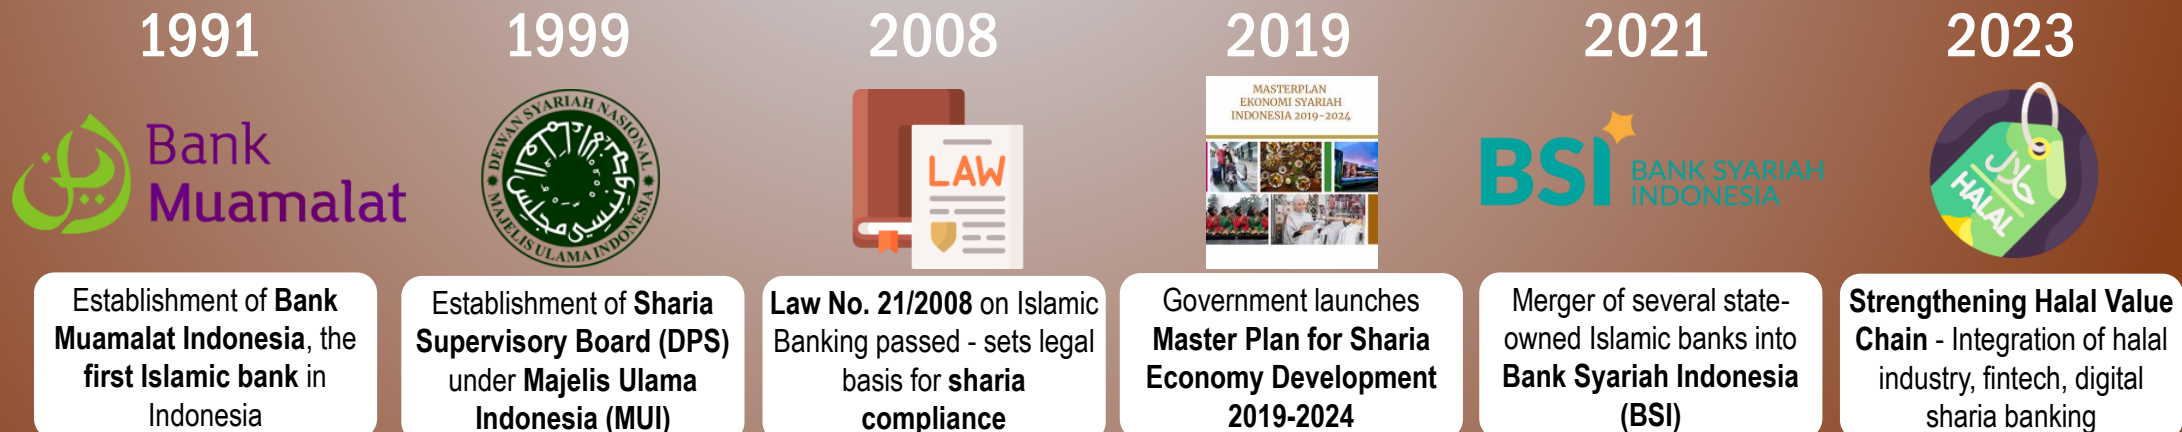 1991
1999
2008
2019
2021
2023
Bank
Muamalat
DEWAN SYARIAH NASIONAL
MAJELIS ULAMA INDONESIA
LAW
MASTERPLAN
EKONOMI SYARIAH
INDONESIA 2019-2024
BSI BANK SYARIAH
INDONESIA
حلال
HALAL
Establishment of Bank
Muamalat Indonesia, the
first Islamic bank in
Indonesia
Establishment of Sharia
Supervisory Board (DPS)
under Majelis Ulama
Indonesia (MUI)
Law No. 21/2008 on Islamic
Banking passed - sets legal
basis for sharia
compliance
Government launches
Master Plan for Sharia
Economy Development
2019-2024
Merger of several state-
owned Islamic banks into
Bank Syariah Indonesia
(BSI)
Strengthening Halal Value
Chain - Integration of halal
industry, fintech, digital
sharia banking